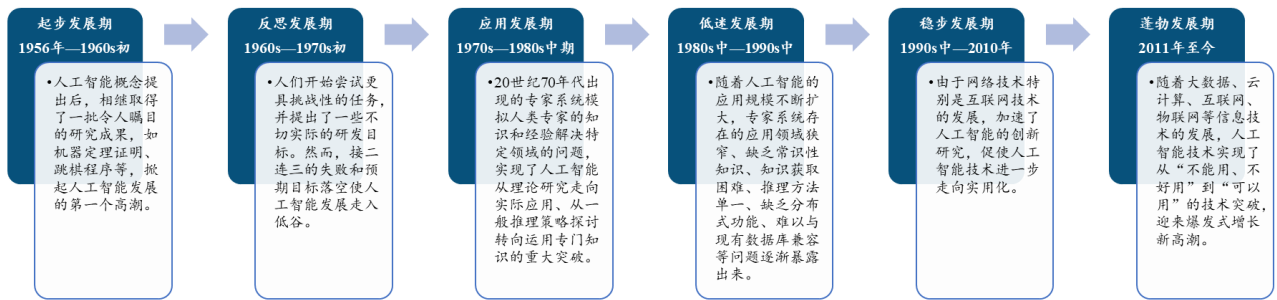 起步发展期
1956年—1960s初
•人工智能概念提
出后，相继取得
了一批令人瞩目
的研究成果，如
机器定理证明、
跳棋程序等，掀
起人工智能发展
的第一个高潮。
反思发展期
1960s—1970s初
•人们开始尝试更
具挑战性的任务，
并提出了一些不
切实际的研发目
标。然而，接二
连三的失败和预
期目标落空使人
工智能发展走入
低谷。
应用发展期
1970s—1980s中期
•20世纪70年代出
现的专家系统模
拟人类专家的知
识和经验解决特
定领域的问题，
实现了人工智能
从理论研究走向
实际应用、从一
般推理策略探讨
转向运用专门知
识的重大突破。
低迷发展期
1980s中—1990s中
•随着人工智能的
应用规模不断扩
大，专家系统存
在的应用领域狭
窄、缺乏常识性
知识、知识获取
困难、推理方法
单一、缺乏分布
式功能、难以与
现有数据库兼容
等问题逐渐暴露
出来。
稳步发展期
1990s中—2010年
•由于网络技术特
别是互联网技术
的发展，加速了
人工智能的创新
研究，促使人工
智能技术进一步
走向实用化。
蓬勃发展期
2011年至今
•随着大数据、云
计算、互联网、
物联网等信息技
术的发展，人工
智能技术实现了
从“不能用、不
好用”到“可以
用”的技术突破，
迎来爆发式增长
新高潮。